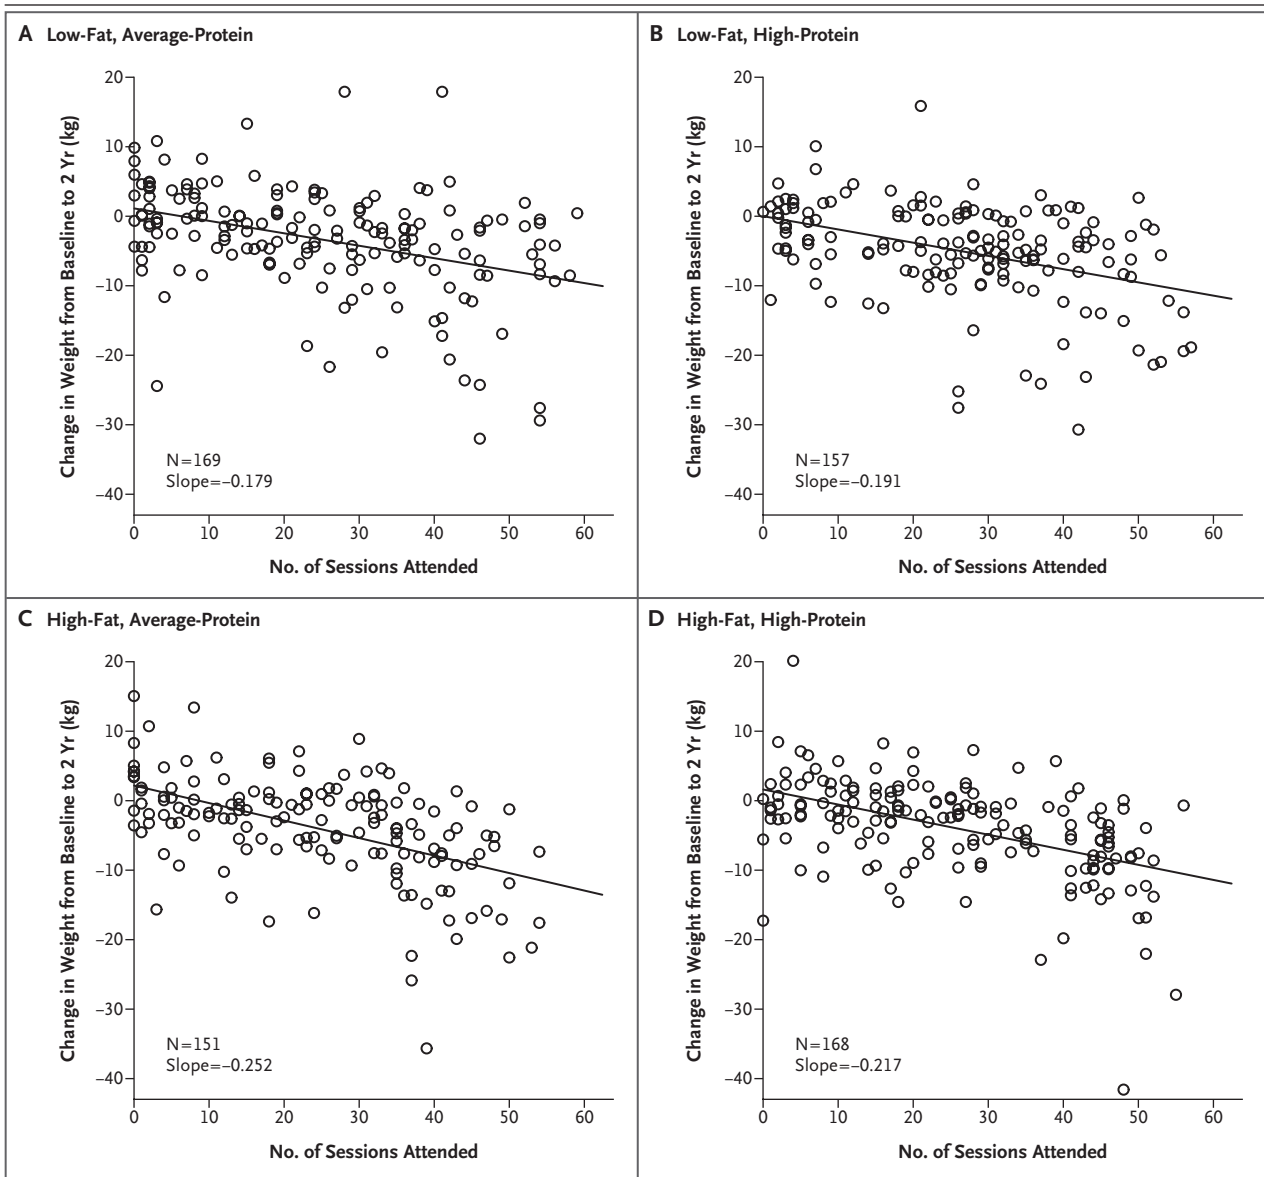 A Low-Fat, Average-Protein
Change in Weight from Baseline to 2 Yr (kg)
20
10
0
–10
–20
–30
–40
N=169
Slope=–0.179
0 10 20 30 40 50 60
No. of Sessions Attended
B Low-Fat, High-Protein
Change in Weight from Baseline to 2 Yr (kg)
20
10
0
–10
–20
–30
–40
N=157
Slope=–0.191
0 10 20 30 40 50 60
No. of Sessions Attended
C High-Fat, Average-Protein
Change in Weight from Baseline to 2 Yr (kg)
20
10
0
–10
–20
–30
–40
N=151
Slope=–0.252
0 10 20 30 40 50 60
No. of Sessions Attended
D High-Fat, High-Protein
Change in Weight from Baseline to 2 Yr (kg)
20
10
0
–10
–20
–30
–40
N=168
Slope=–0.217
0 10 20 30 40 50 60
No. of Sessions Attended